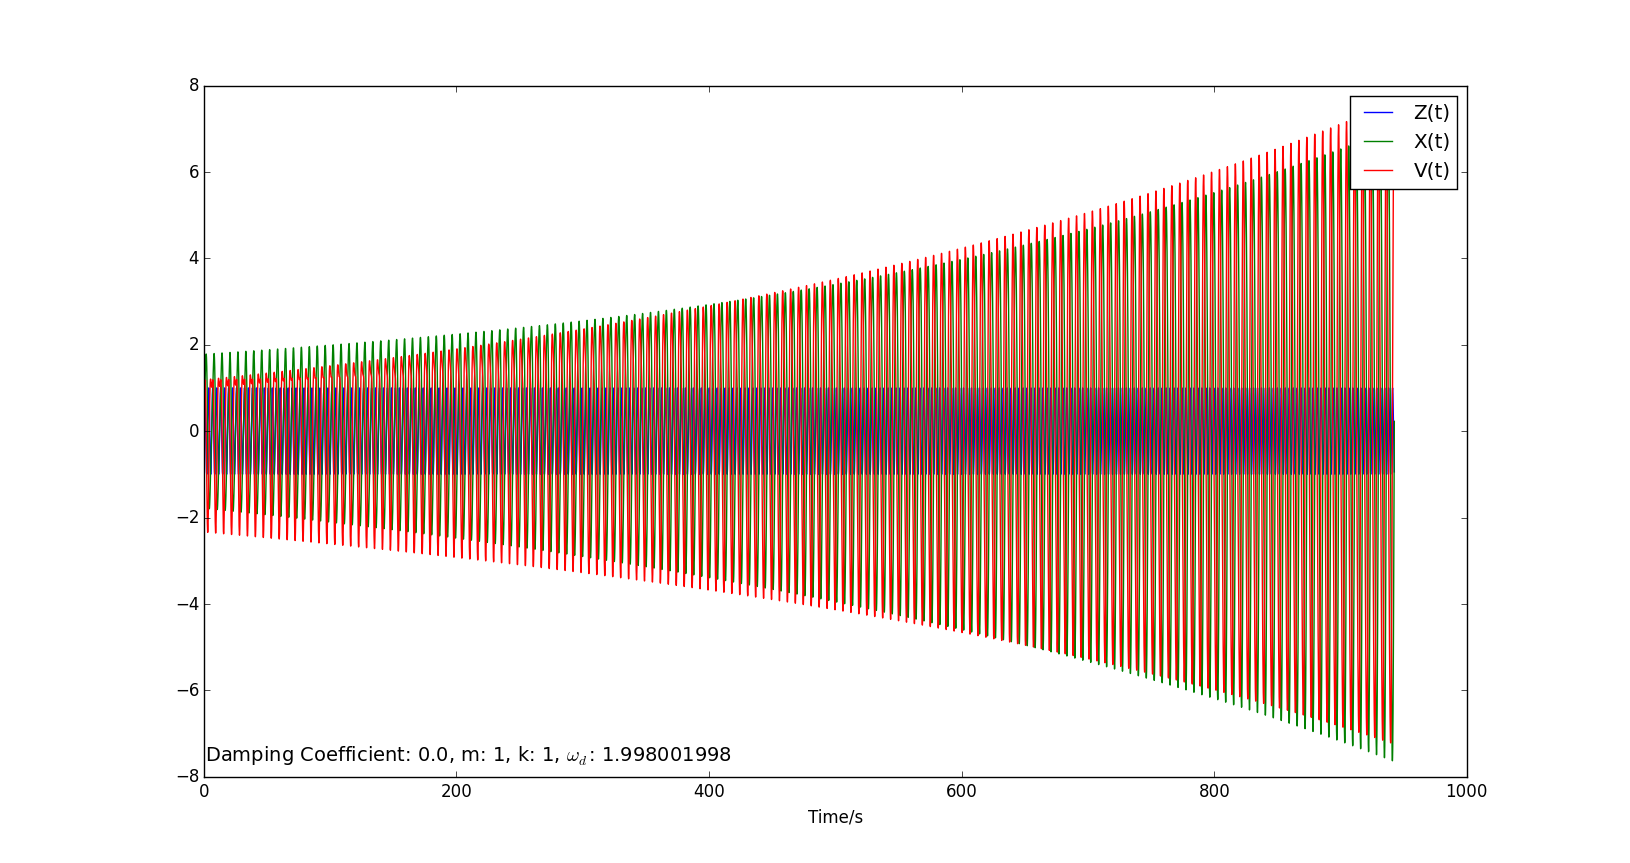 8
6
4
2
0
−2
−4
−6
−8
Z(t)
X(t)
V(t)
Damping Coefficient: 0.0, m: 1, k: 1, ω_d: 1.998001998
0 200 400 600 800 1000
Time/s